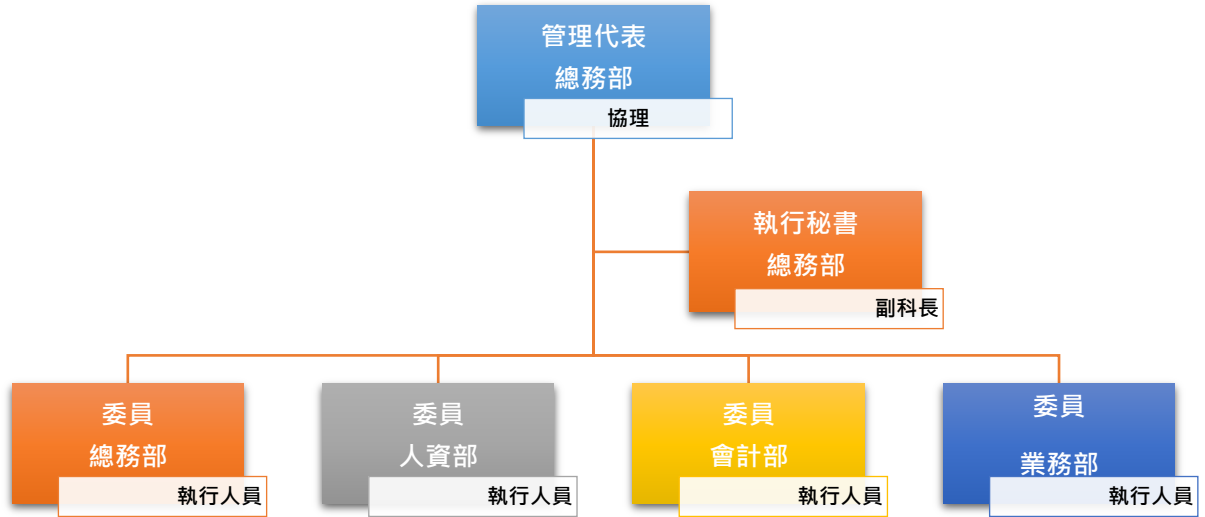 管理代表
總務部
協理
執行秘書
總務部
副科長
委員
總務部
執行人員
委員
人資部
執行人員
委員
會計部
執行人員
委員
業務部
執行人員